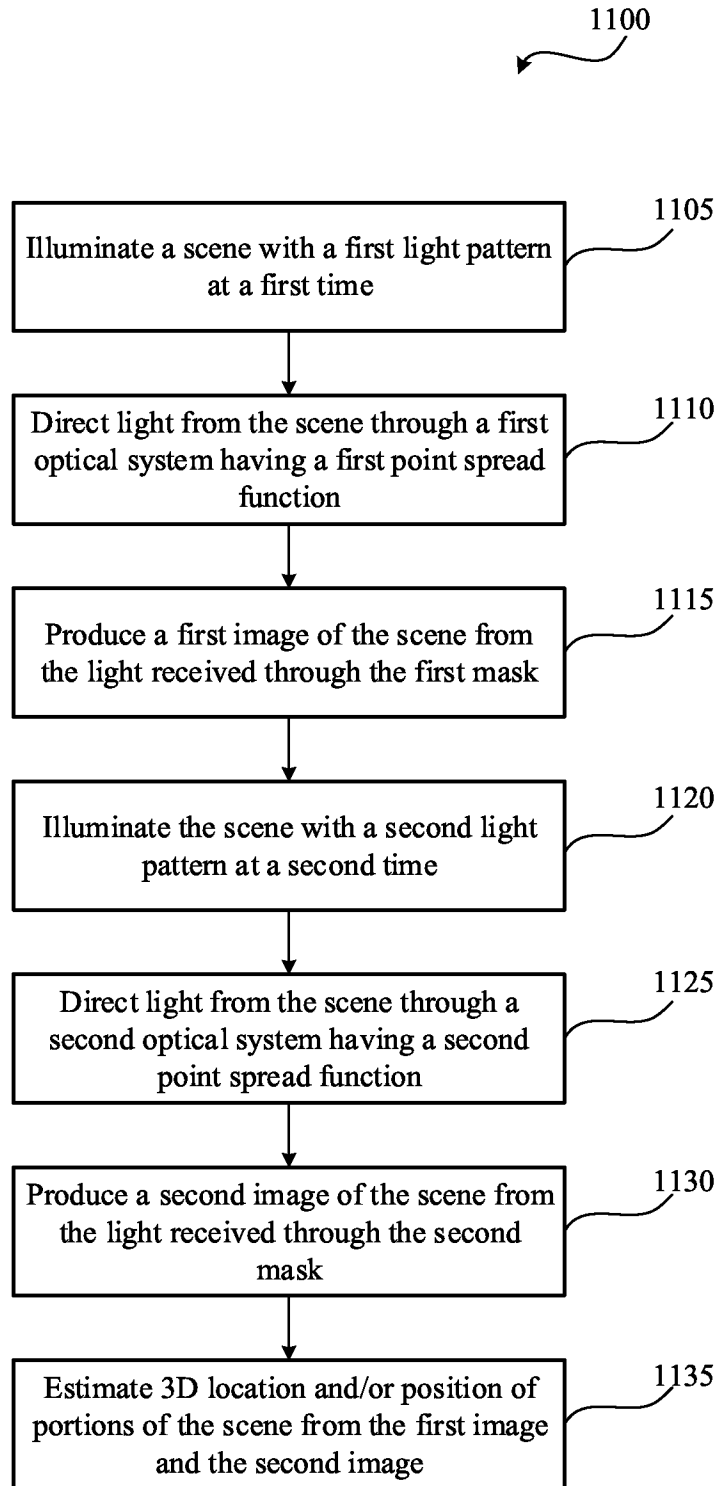 1100
1105
Illuminate a scene with a first light pattern
at a first time
1110
Direct light from the scene through a first
optical system having a first point spread
function
1115
Produce a first image of the scene from
the light received through the first mask
1120
Illuminate the scene with a second light
pattern at a second time
1125
Direct light from the scene through a
second optical system having a second
point spread function
1130
Produce a second image of the scene from
the light received through the second
mask
1135
Estimate 3D location and/or position of
portions of the scene from the first image
and the second image